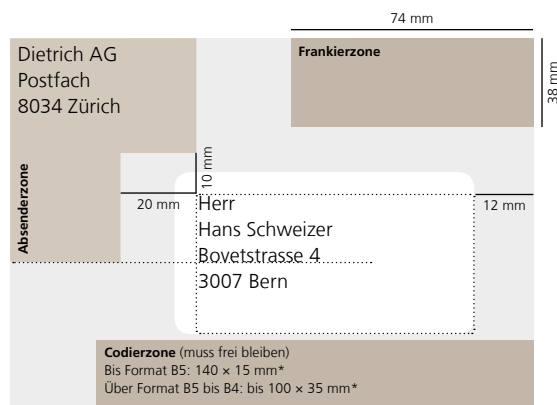 74 mm
Dietrich AG
Postfach
8034 Zürich
Frankierzone
38 mm
Absenderzone
10 mm
20 mm
12 mm
Herr
Hans Schweizer
Bovetstrasse 4
3007 Bern
Codierzone (muss frei bleiben)
Bis Format B5: 140 × 15 mm*
Über Format B5 bis B4: bis 100 × 35 mm*